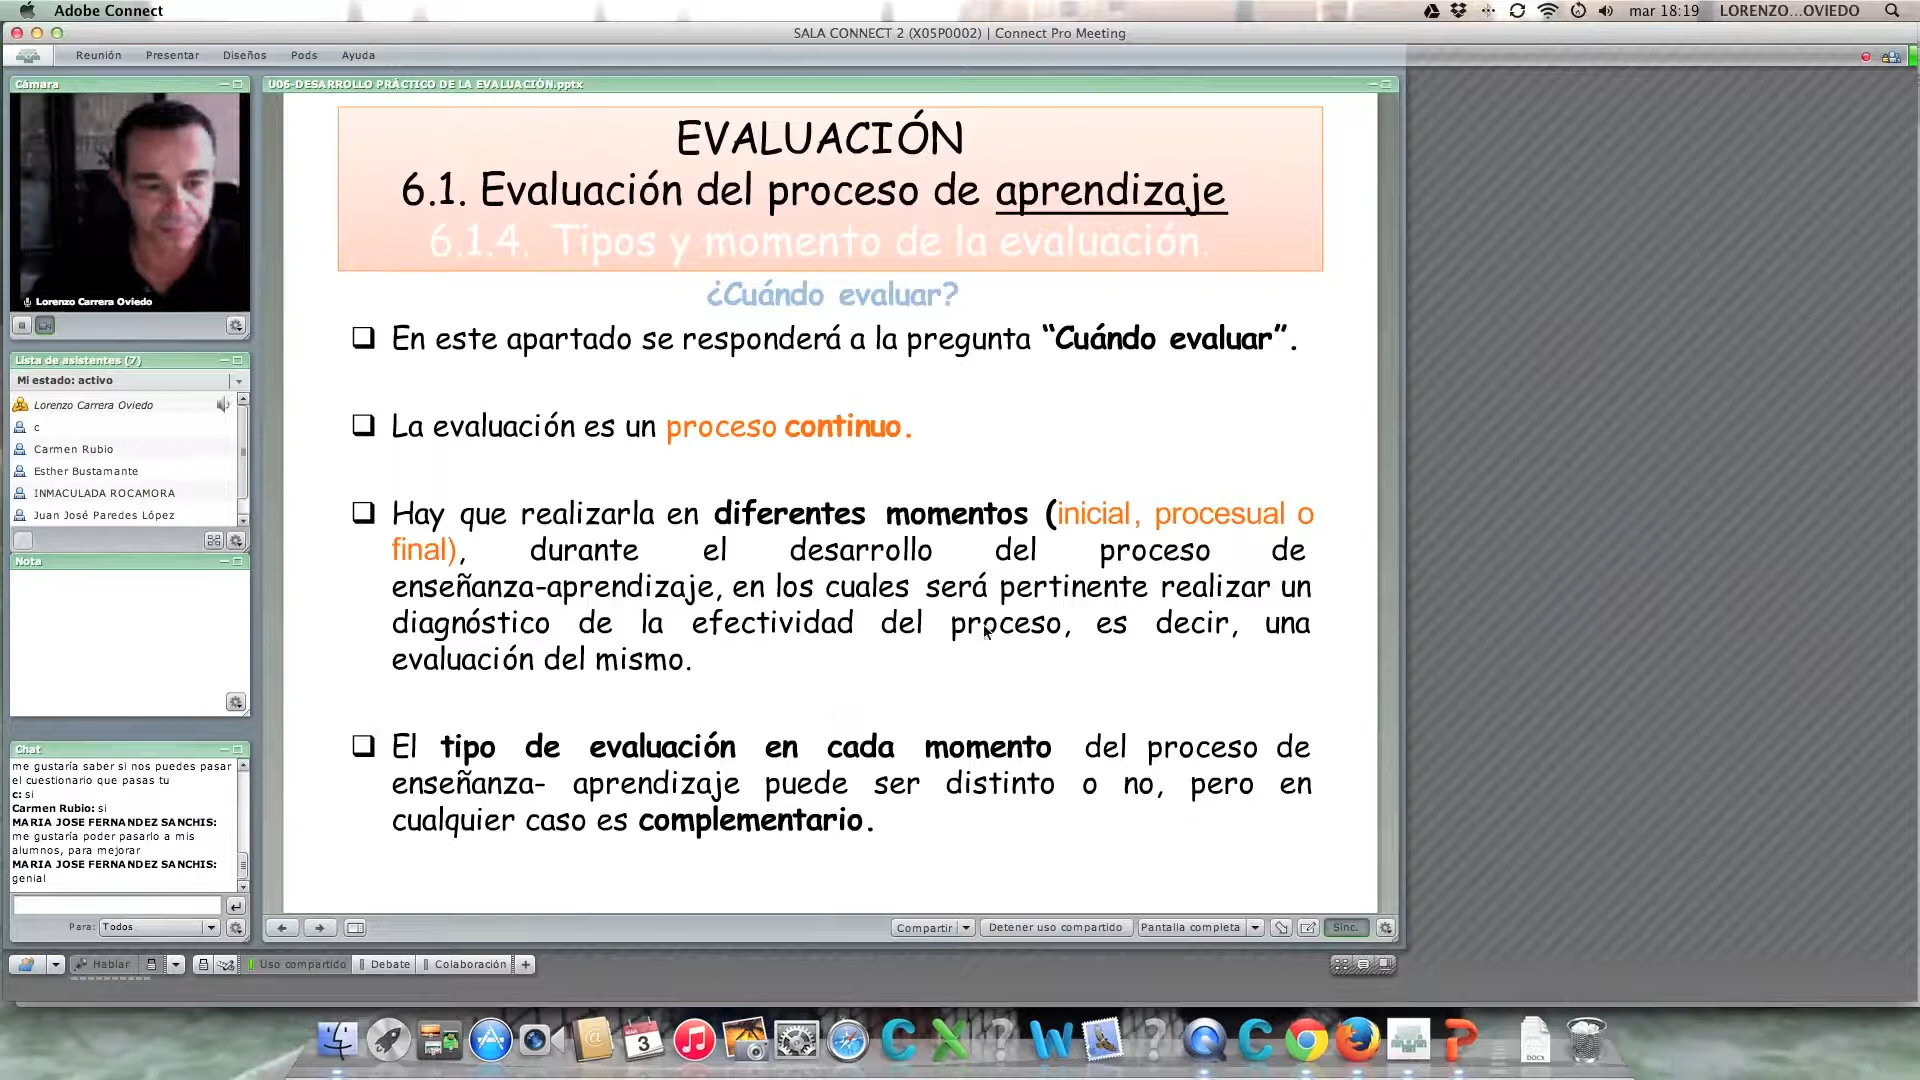 Adobe Connect
mar 18:19 LORENZO...OVIEDO
SALA CONNECT 2 (X05P0002) | Connect Pro Meeting
Reunión Presentar Diseños Pods Ayuda
Cámara
Lorenzo Carrera Oviedo
Lista de asistentes (7)
Mi estado: activo
Lorenzo Carrera Oviedo
c
Carmen Rubio
Esther Bustamante
INMACULADA ROCAMORA
Juan José Paredes López
Nota
Chat
me gustaría saber si nos puedes pasar
el cuestionario que pasas tu
c: si
Carmen Rubio: si
MARIA JOSE FERNANDEZ SANCHIS:
me gustaría poder pasarlo a mis
alumnos, para mejorar
MARIA JOSE FERNANDEZ SANCHIS:
genial
Para: Todos
U06-DESARROLLO PRÁCTICO DE LA EVALUACIÓN.pptx
EVALUACIÓN
6.1. Evaluación del proceso de aprendizaje
6.1.4. Tipos y momento de la evaluación.
¿Cuándo evaluar?
En este apartado se responderá a la pregunta “Cuándo evaluar”.
La evaluación es un proceso continuo.
Hay que realizarla en diferentes momentos (inicial, procesual o
final), durante el desarrollo del proceso de
enseñanza-aprendizaje, en los cuales será pertinente realizar un
diagnóstico de la efectividad del proceso, es decir, una
evaluación del mismo.
El tipo de evaluación en cada momento del proceso de
enseñanza- aprendizaje puede ser distinto o no, pero en
cualquier caso es complementario.
Compartir Detener uso compartido Pantalla completa Sinc.
Hablar Uso compartido Debate Colaboración +
MAR
3
DOCX